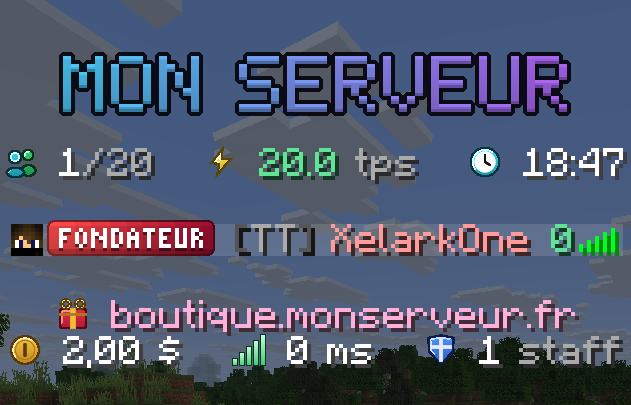 MON SERVEUR
1/20 20.0 tps 18:47
FONDATEUR [TT] XelarkOne 0
boutique.monserveur.fr
2,00 $ 0 ms 1 staff